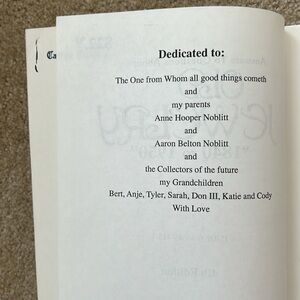 Dedicated to:
The One from Whom all good things cometh
and
my parents
Anne Hooper Noblitt
and
Aaron Belton Noblitt
and
the Collectors of the future
my Grandchildren
Bert, Anje, Tyler, Sarah, Don III, Katie and Cody
With Love
Ca